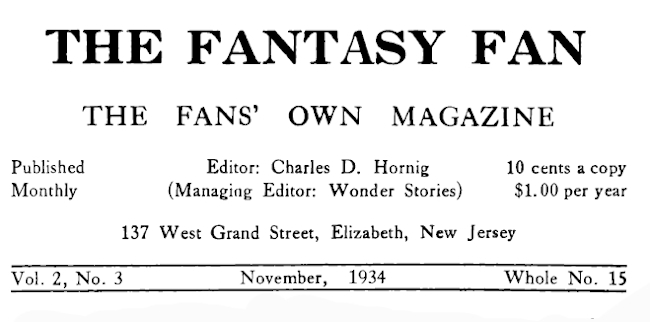 THE FANTASY FAN
THE FANS' OWN MAGAZINE
Published Editor: Charles D. Hornig 10 cents a copy
Monthly (Managing Editor: Wonder Stories) $1.00 per year
137 West Grand Street, Elizabeth, New Jersey
Vol. 2, No. 3 November, 1934 Whole No. 15